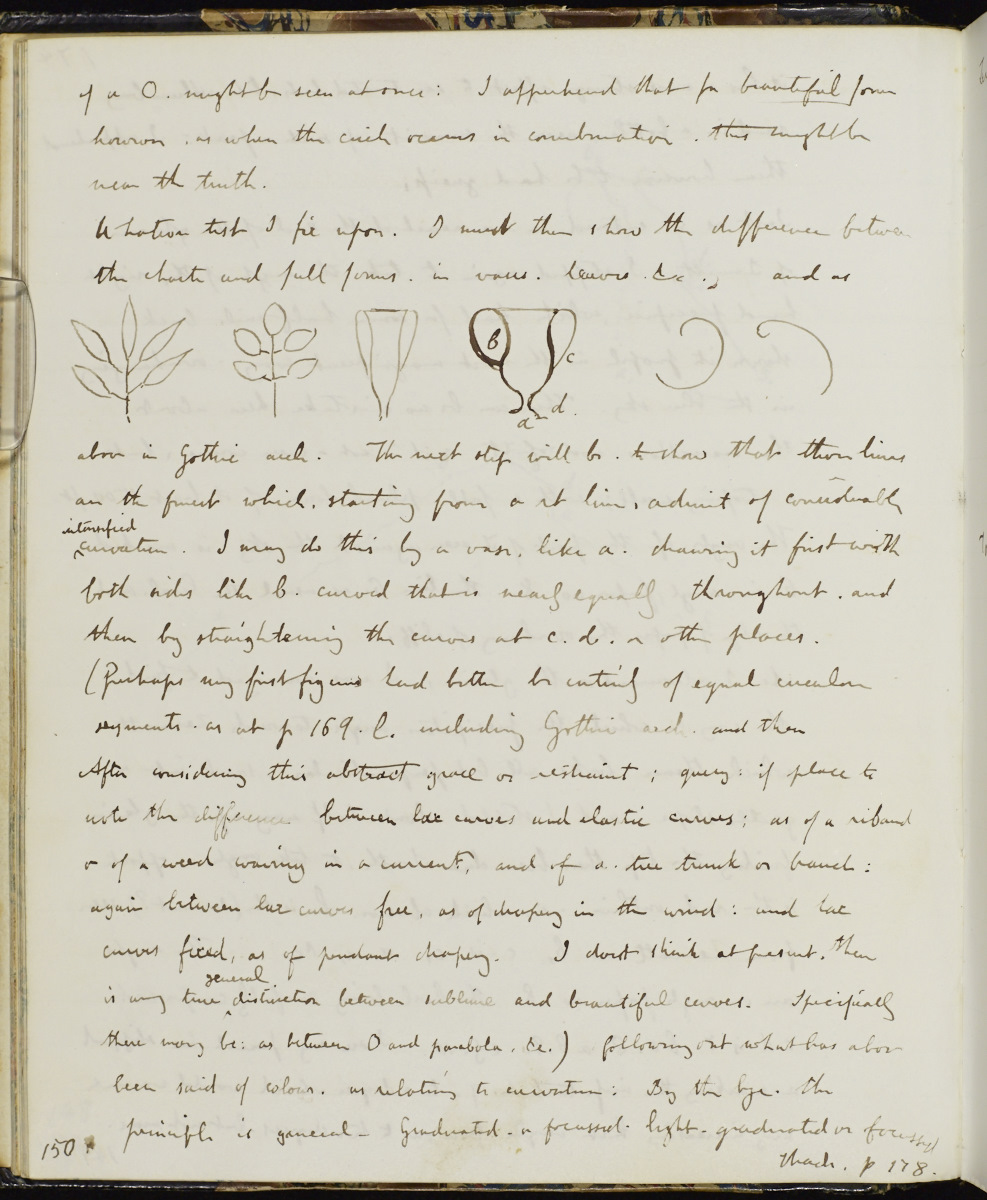 of a O. might be seen at once: I apprehend that for beautiful form
however. as when the circle occurs in combination. this might be
near the truth.
Whatever test I fix upon. I must then show the difference between
the chaste and full forms. in vases. leaves. &c., and as
b
c
d.
a
above in Gothic arch. The next step will be. to show that those lines
are the finest which. starting from a st line, admit of considerably
intensified
curvature. I may do this by a vase, like a. drawing it first with
both sides like b. curved that is nearly equally throughout. and
then by straightening the curves at c. d. or other places.
(Perhaps my first figures had better be entirely of equal circular
segments. as at p 169. l. including Gothic arch. and then
After considering this abstract grace or restraint; query: if place to
note the difference between lax curves and elastic curves; as of a riband
or of a weed waving in a current, and of a. tree trunk or branch:
again between lax curves free, as of drapery in the wind: and lax
curves fixed, as of pendant drapery. I dont think at present, there
general
is any true distinction between sublime and beautiful curves. Specifically
there may be: as between O and parabola. &c.) following out what has above
been said of colour. as relating to curvature: By the bye. the
principle is general - Graduated. or focussed. light. graduated or focussed
shade. p 178.
150